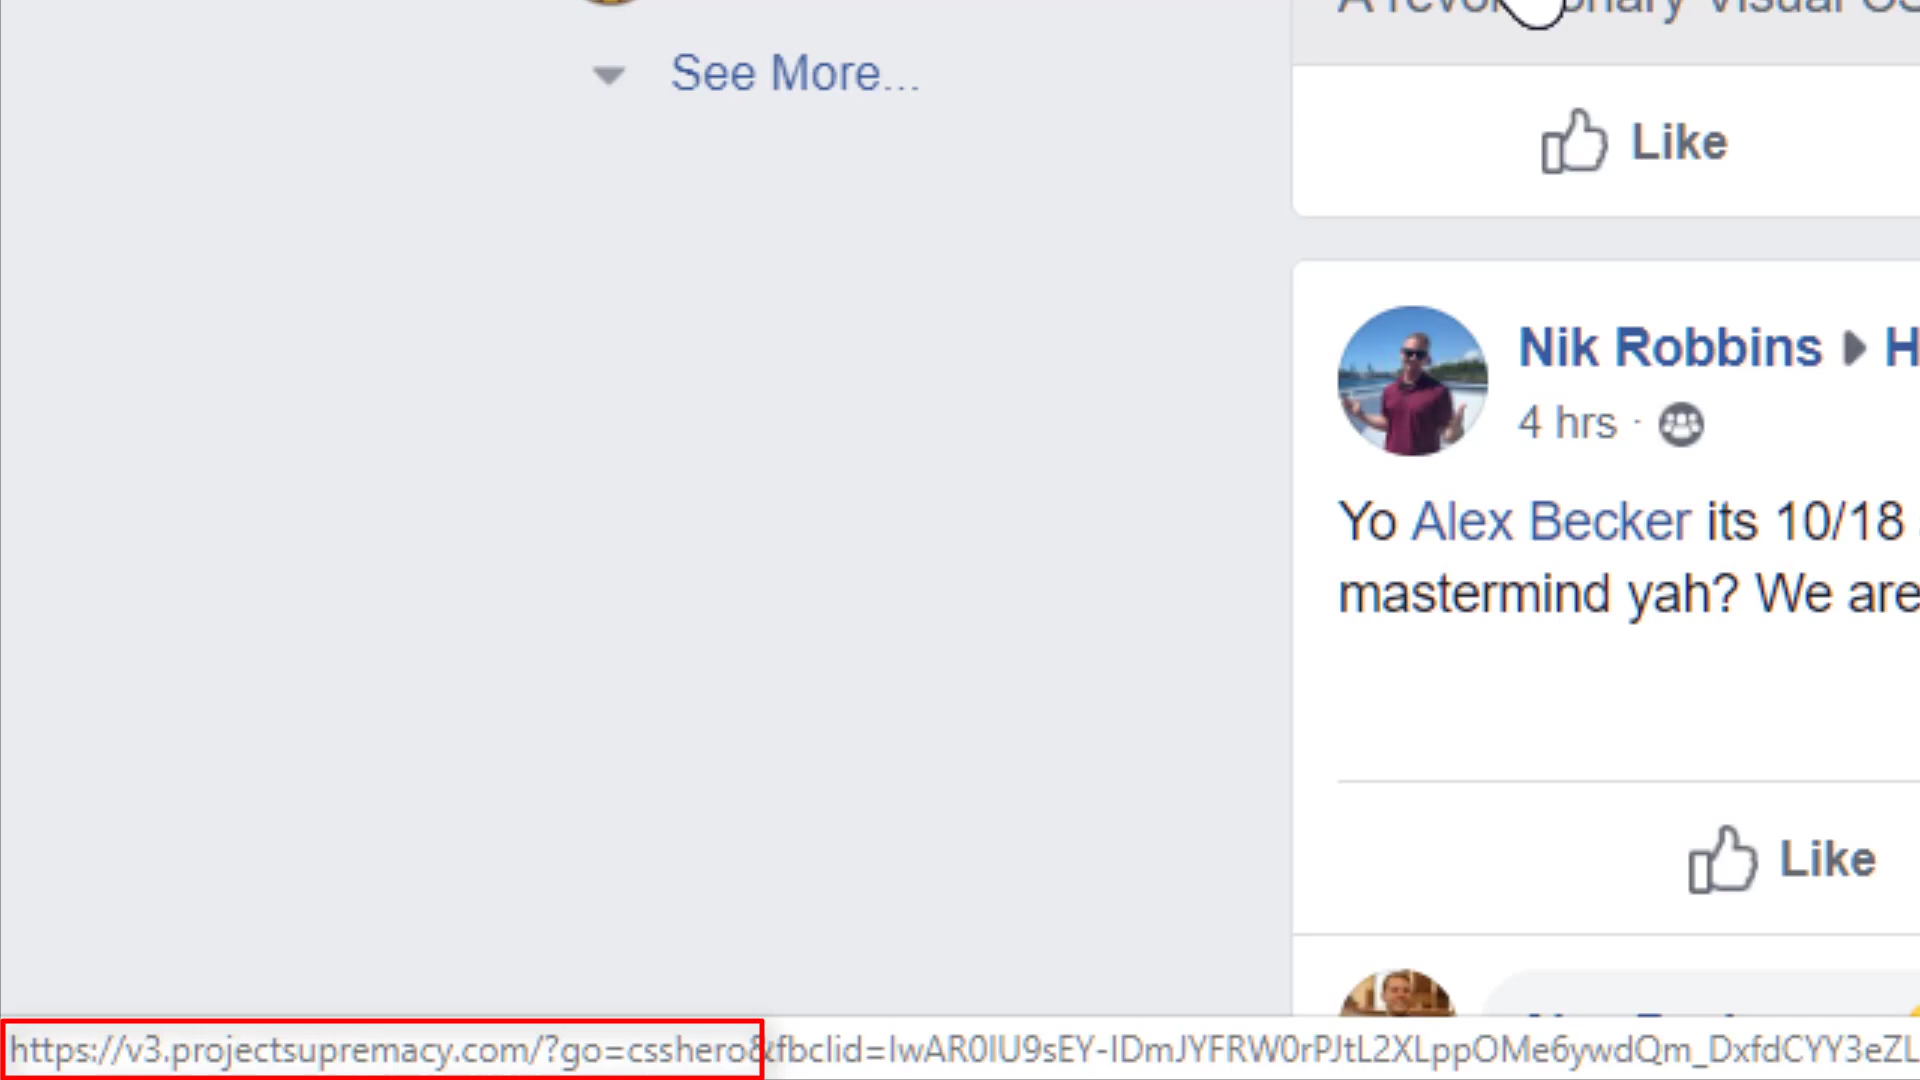 See More...
Like
Nik Robbins
4 hrs ·
Yo Alex Becker its 10/18
mastermind yah? We are
Like
https://v3.projectsupremacy.com/?go=csshero&fbclid=IwAR0IU9sEY-IDmJYFRW0rPJtL2XLppOMe6ywdQm_DxfdCYY3eZL